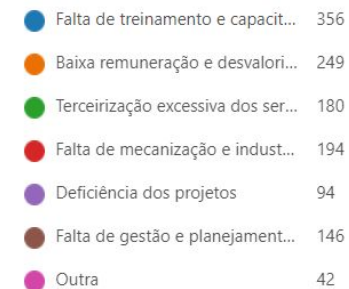 Falta de treinamento e capacit... 356
Baixa remuneração e desvalori... 249
Terceirização excessiva dos ser... 180
Falta de mecanização e indust... 194
Deficiência dos projetos 94
Falta de gestão e planejament... 146
Outra 42